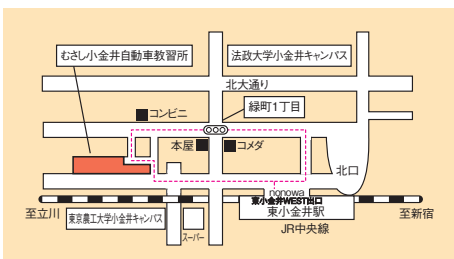 むさし小金井自動車教習所
法政大学小金井キャンパス
北大通り
コンビニ
緑町1丁目
本屋
コメダ
北口
nonowa
東小金井WEST出口
至立川
東京農工大学小金井キャンパス
スーパー
東小金井駅
至新宿
JR中央線